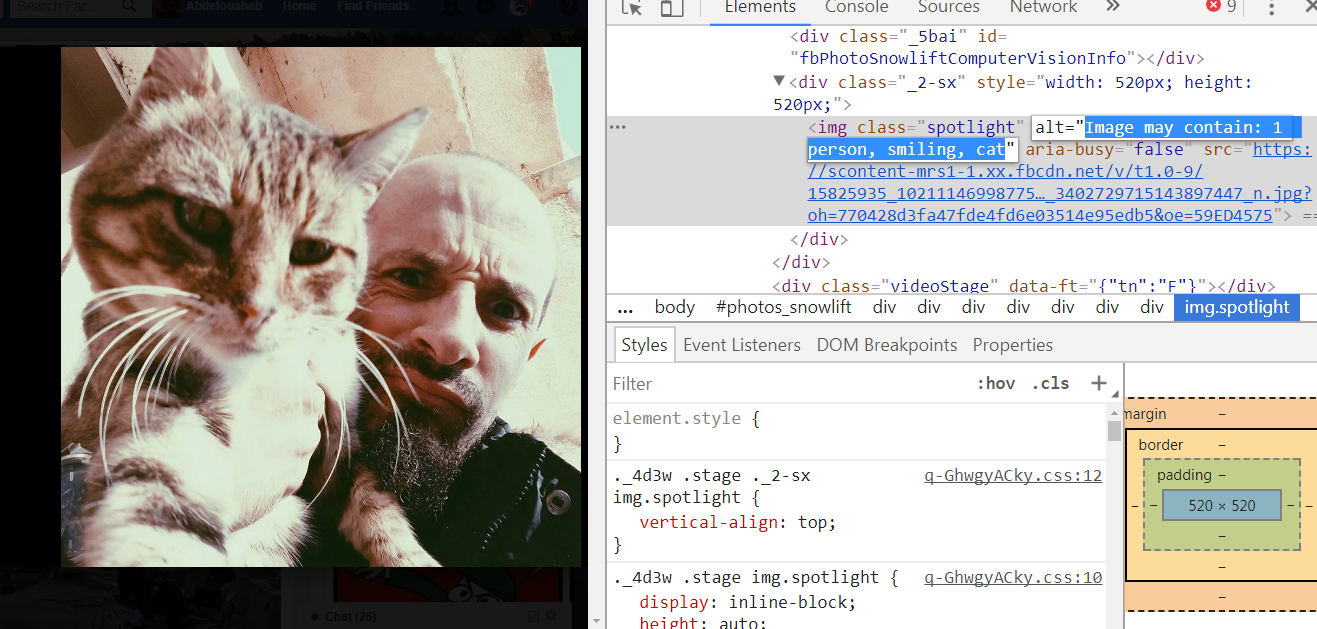 Search Fac
Abdelouahab
Home
Find Friends
Chat (26)
Elements
Console
Sources
Network
9
<div class="_5bai" id=
"fbPhotoSnowliftComputerVisionInfo"></div>
▼<div class="_2-sx" style="width: 520px; height:
520px;">
<img class="spotlight" alt="Image may contain: 1
person, smiling, cat" aria-busy="false" src="https:
//scontent-mrs1-1.xx.fbcdn.net/v/t1.0-9/
15825935_10211146998775…_3402729715143897447_n.jpg?
oh=770428d3fa47fde4fd6e03514e95edb5&oe=59ED4575"> ==
</div>
</div>
<div class="videoStage" data-ft="{"tn":"F"}"></div>
... body #photos_snowlift div div div div div div div img.spotlight
Styles Event Listeners DOM Breakpoints Properties
Filter :hov .cls +
element.style {
}
._4d3w .stage ._2-sx q-GhwgyACky.css:12
img.spotlight {
vertical-align: top;
}
._4d3w .stage img.spotlight { q-GhwgyACky.css:10
display: inline-block;
height: auto;
margin –
border –
padding –
– – 520 × 520 – –
–
–
–